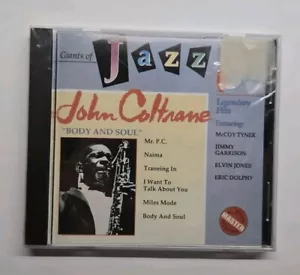 Giants of
Jazz
Legendary
Hits
John Coltrane
"BODY AND SOUL"
Featuring:
McCOY TYNER
JIMMY
GARRISON
ELVIN JONES
ERIC DOLPHY
Mr. P.C.
Naima
Traneing In
I Want To
Talk About You
Miles Mode
Body And Soul
MASTER